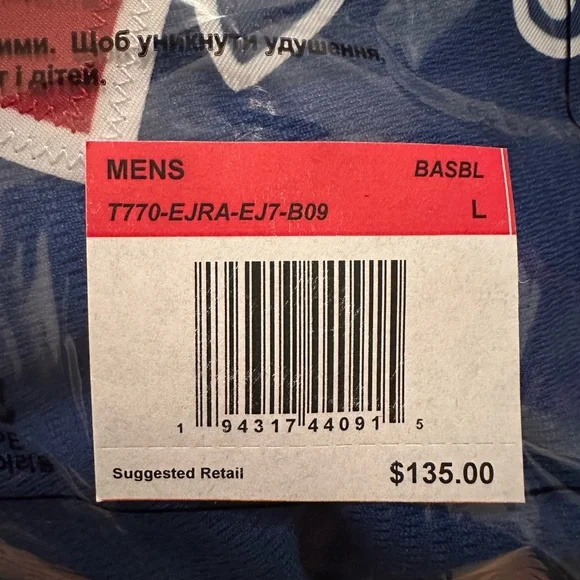 ими. Щоб уникнути удушення,
т і дітей.
MENS BASBL
T770-EJRA-EJ7-B09 L
1 94317 44091 5
Suggested Retail $135.00